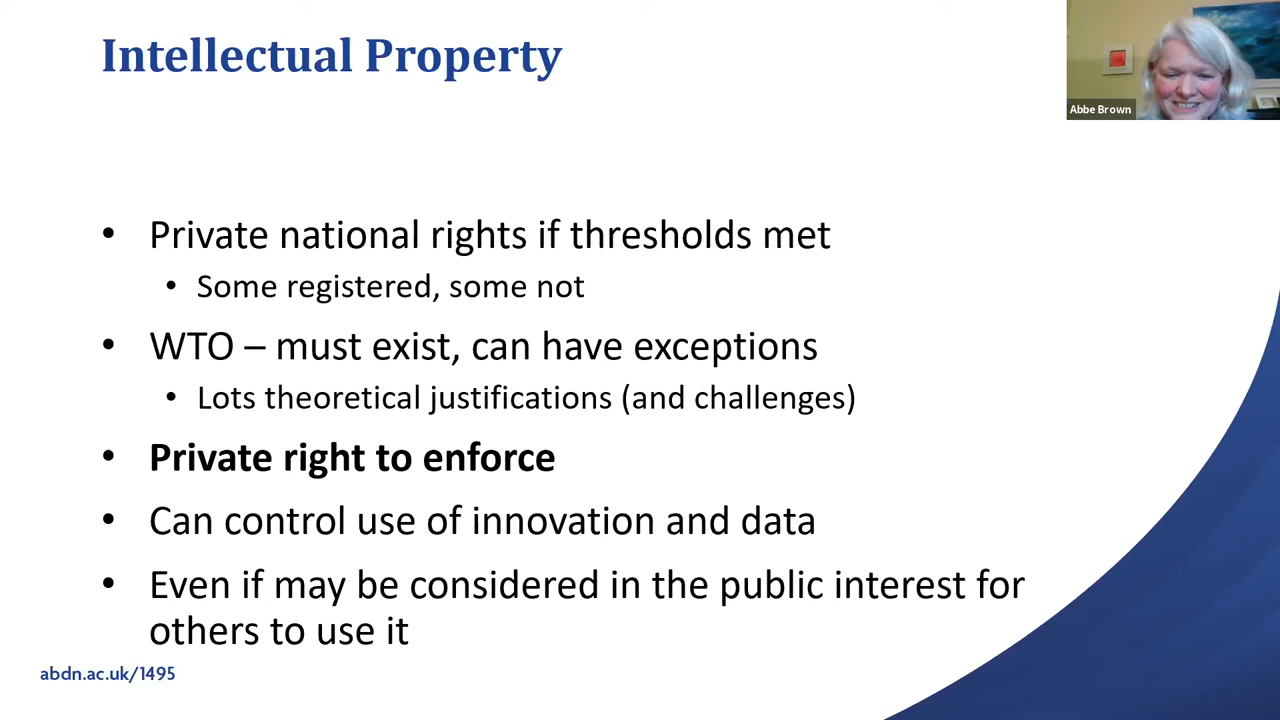 Intellectual Property
Abbe Brown
• Private national rights if thresholds met
• Some registered, some not
• WTO – must exist, can have exceptions
• Lots theoretical justifications (and challenges)
• Private right to enforce
• Can control use of innovation and data
• Even if may be considered in the public interest for
others to use it
abdn.ac.uk/1495